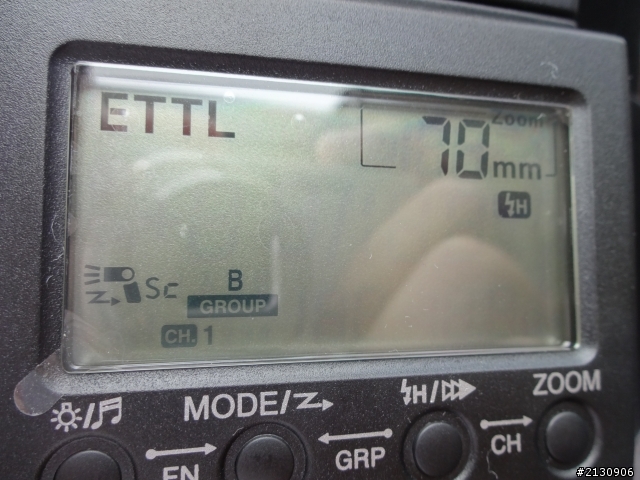 ETTL
Zoom
70mm
H
Sc
B
GROUP
CH. 1
MODE/
H/
ZOOM
FN
GRP
CH
#2130906